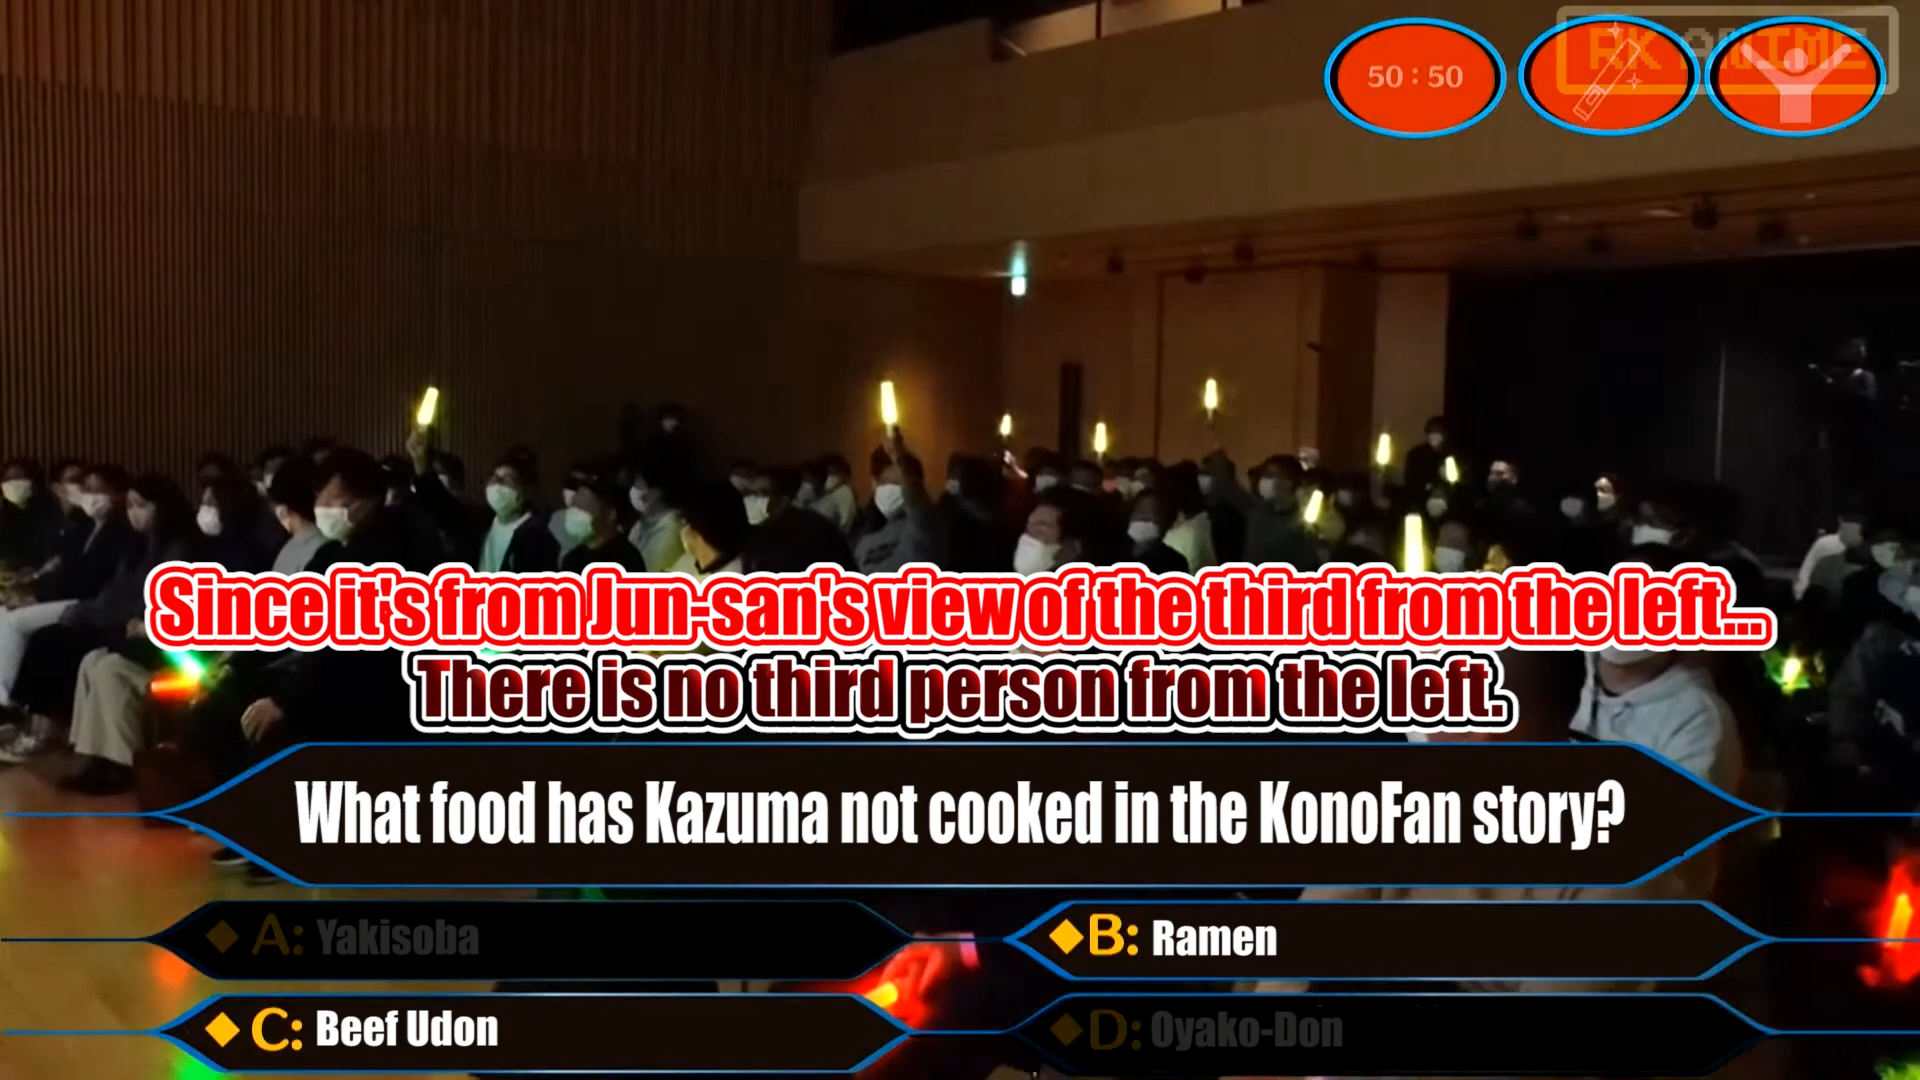 50:50
RK ANIME
Since it's from Jun-san's view of the third from the left...
There is no third person from the left.
What food has Kazuma not cooked in the KonoFan story?
A: Yakisoba
B: Ramen
C: Beef Udon
D: Oyako-Don